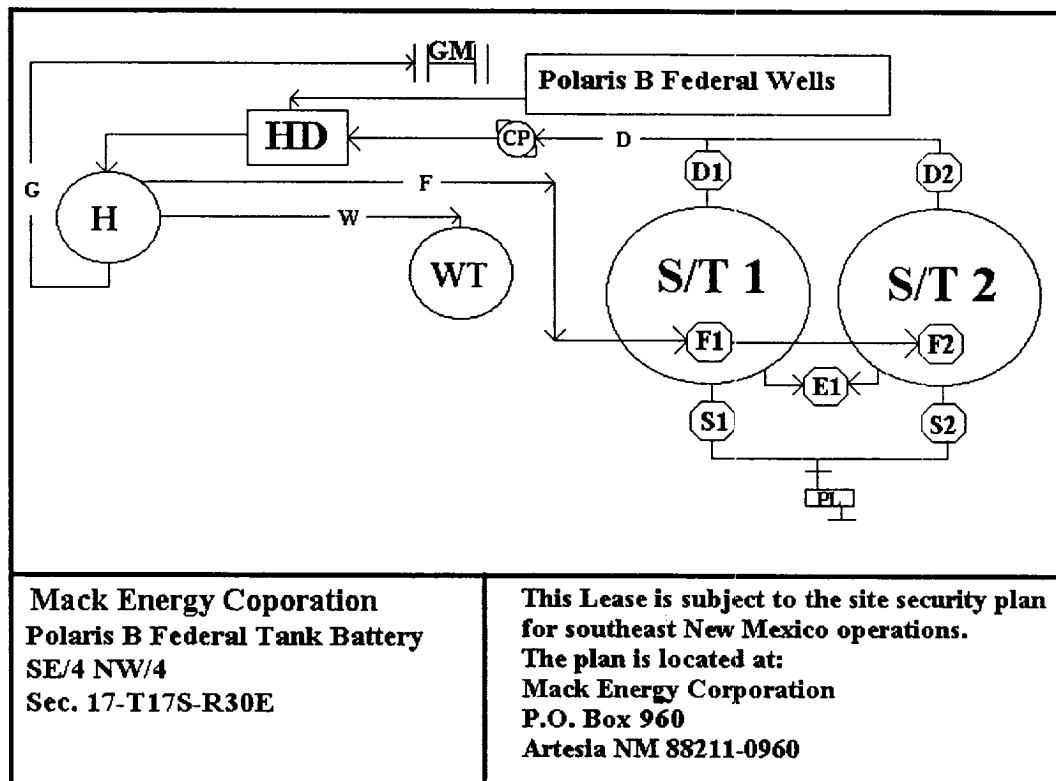 GM
Polaris B Federal Wells
HD
CP
D
D1
D2
G
F
H
W
WT
S/T 1
S/T 2
F1
F2
E1
S1
S2
PL
Mack Energy Coporation
Polaris B Federal Tank Battery
SE/4 NW/4
Sec. 17-T17S-R30E
This Lease is subject to the site security plan
for southeast New Mexico operations.
The plan is located at:
Mack Energy Corporation
P.O. Box 960
Artesia NM 88211-0960